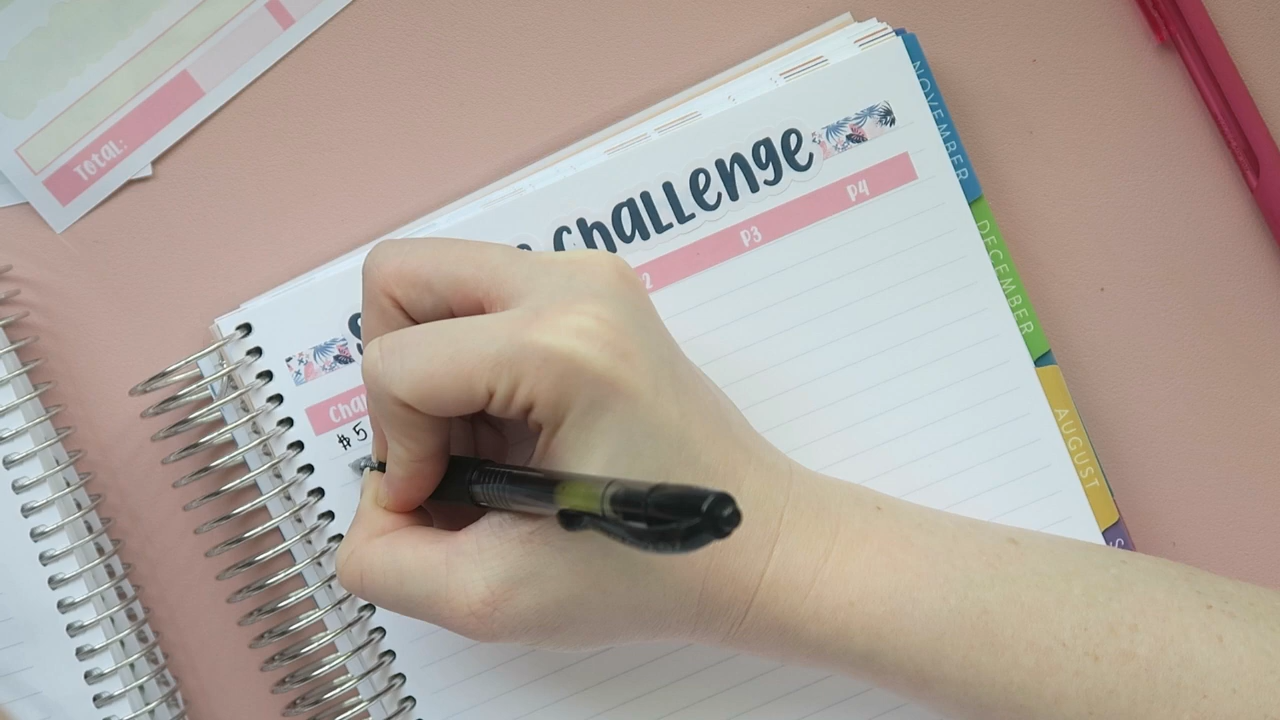 TOTAL:
Challenge
P3
P4
$5
NOVEMBER
DECEMBER
AUGUST